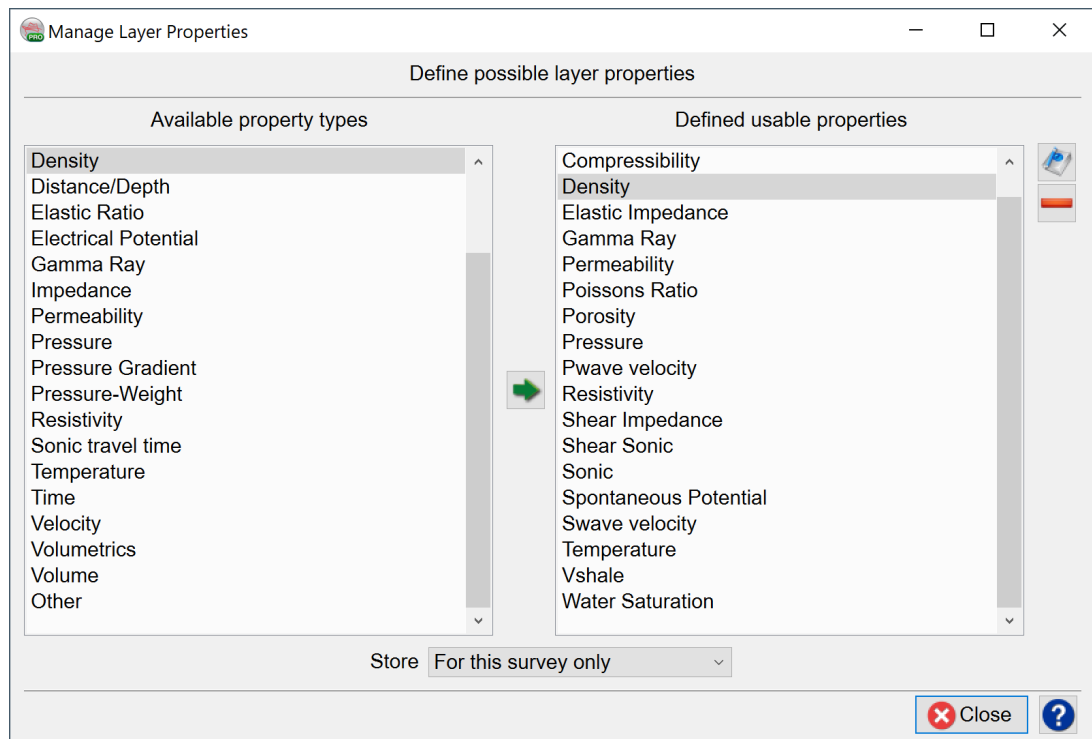 PRO
Manage Layer Properties
Define possible layer properties
Available property types
Density
Distance/Depth
Elastic Ratio
Electrical Potential
Gamma Ray
Impedance
Permeability
Pressure
Pressure Gradient
Pressure-Weight
Resistivity
Sonic travel time
Temperature
Time
Velocity
Volumetrics
Volume
Other
Defined usable properties
Compressibility
Density
Elastic Impedance
Gamma Ray
Permeability
Poissons Ratio
Porosity
Pressure
Pwave velocity
Resistivity
Shear Impedance
Shear Sonic
Sonic
Spontaneous Potential
Swave velocity
Temperature
Vshale
Water Saturation
Store For this survey only
Close ?